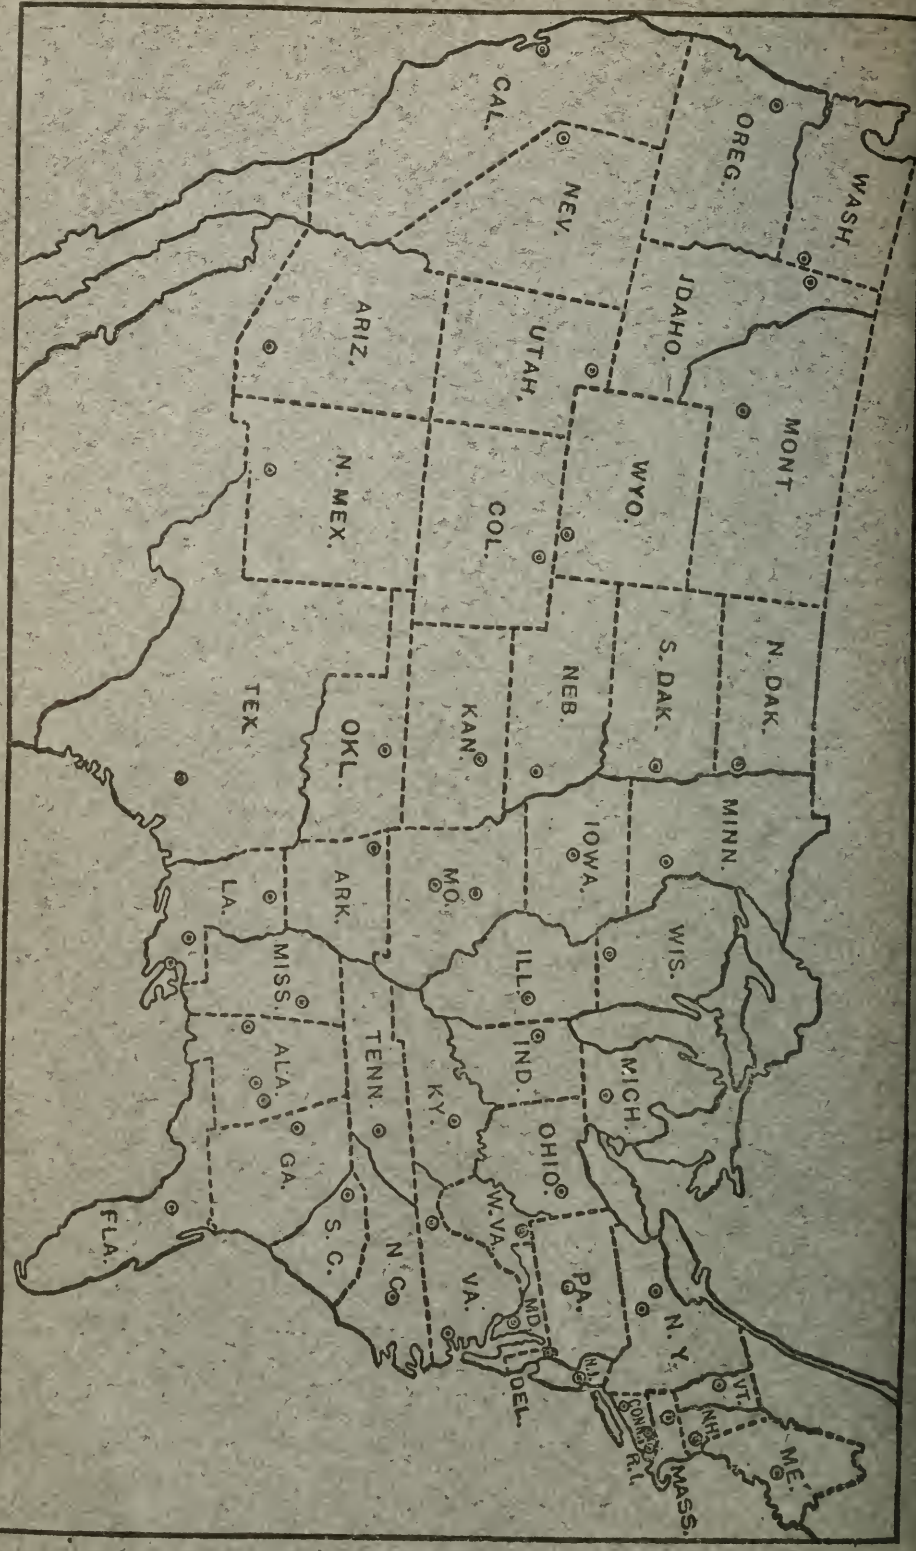 WASH.
OREG.
CAL.
NEV.
IDAHO.
MONT.
WYO.
UTAH.
ARIZ.
N. MEX.
COL.
N. DAK.
S. DAK.
NEB.
KAN.
OKL.
TEX.
MINN.
IOWA.
MO.
ARK.
LA.
WIS.
ILL.
MICH.
IND.
OHIO.
KY.
TENN.
MISS.
ALA.
GA.
FLA.
S. C.
N. C.
VA.
W. VA.
MD.
DEL.
PA.
N.J.
N. Y.
CONN.
R.I.
MASS.
VT.
N.H.
ME.